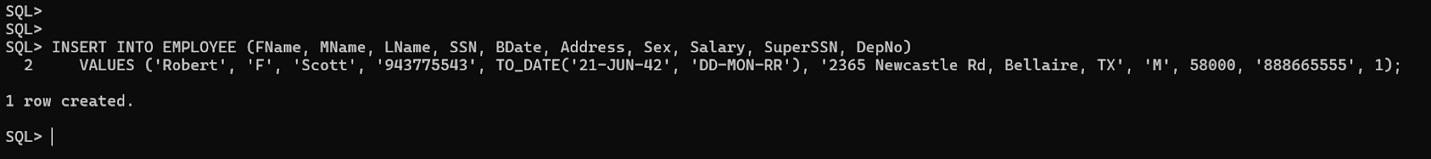 SQL>
SQL>
SQL> INSERT INTO EMPLOYEE (FName, MName, LName, SSN, BDate, Address, Sex, Salary, SuperSSN, DepNo)
  2     VALUES ('Robert', 'F', 'Scott', '943775543', TO_DATE('21-JUN-42', 'DD-MON-RR'), '2365 Newcastle Rd, Bellaire, TX', 'M', 58000, '888665555', 1);
1 row created.
SQL>